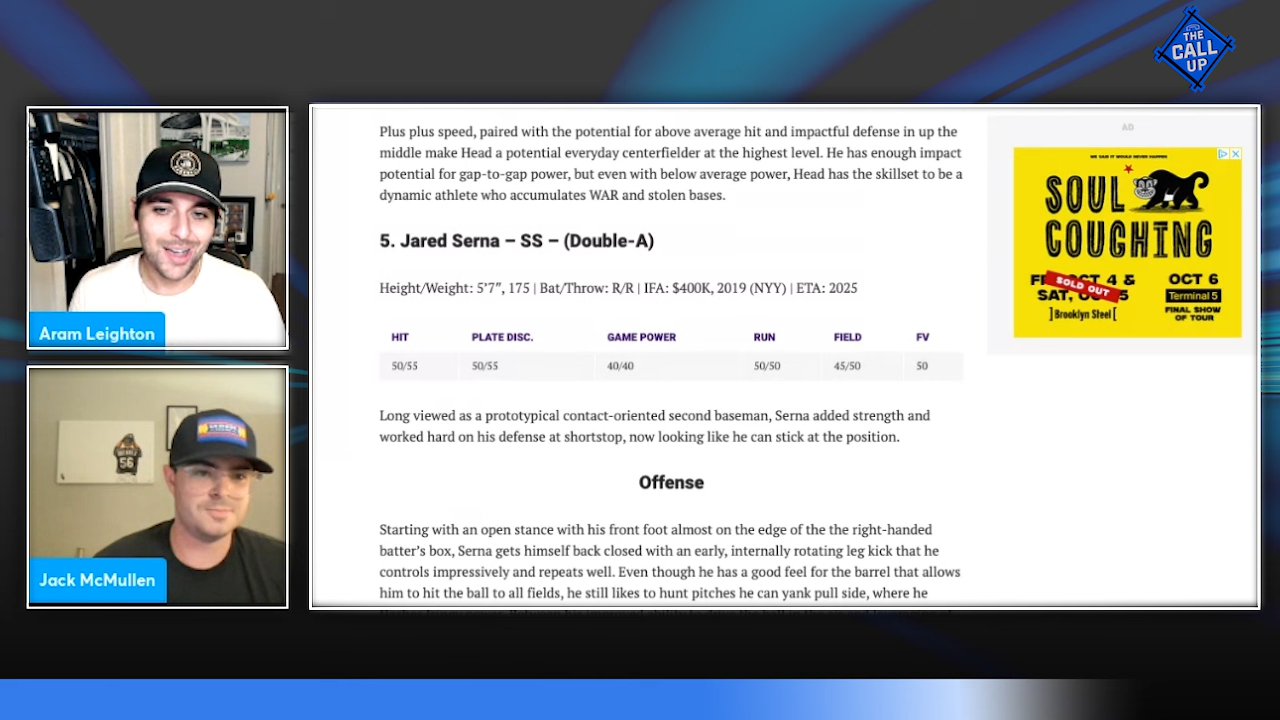 THE
CALL
UP
Aram Leighton
56
Jack McMullen
Plus plus speed, paired with the potential for above average hit and impactful defense in up the
middle make Head a potential everyday centerfielder at the highest level. He has enough impact
potential for gap-to-gap power, but even with below average power, Head has the skillset to be a
dynamic athlete who accumulates WAR and stolen bases.
5. Jared Serna – SS – (Double-A)
Height/Weight: 5’7″, 175 | Bat/Throw: R/R | IFA: $400K, 2019 (NYY) | ETA: 2025
HIT PLATE DISC. GAME POWER RUN FIELD FV
50/55 50/55 40/40 50/50 45/50 50
Long viewed as a prototypical contact-oriented second baseman, Serna added strength and
worked hard on his defense at shortstop, now looking like he can stick at the position.
Offense
Starting with an open stance with his front foot almost on the edge of the the right-handed
batter’s box, Serna gets himself back closed with an early, internally rotating leg kick that he
controls impressively and repeats well. Even though he has a good feel for the barrel that allows
him to hit the ball to all fields, he still likes to hunt pitches he can yank pull side, where he
AD
WE SAID IT WOULD NEVER HAPPEN
SOUL
COUGHING
OCT 4 &
SAT,
SOLD OUT
]Brooklyn Steel[
OCT 6
Terminal 5
FINAL SHOW
OF TOUR